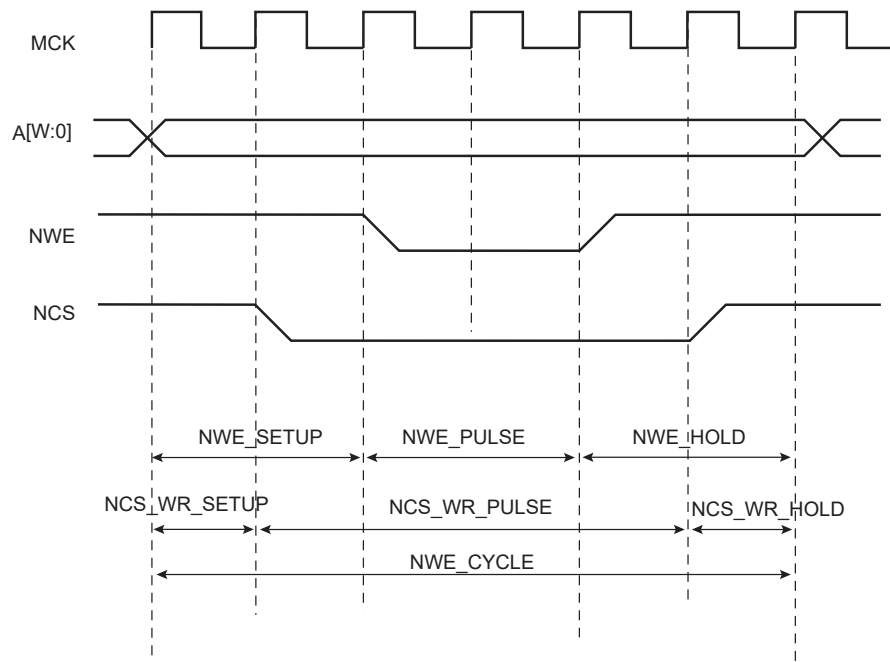 MCK
A[W:0]
NWE
NCS
NWE_SETUP NWE_PULSE NWE_HOLD
NCS_WR_SETUP NCS_WR_PULSE NCS_WR_HOLD
NWE_CYCLE